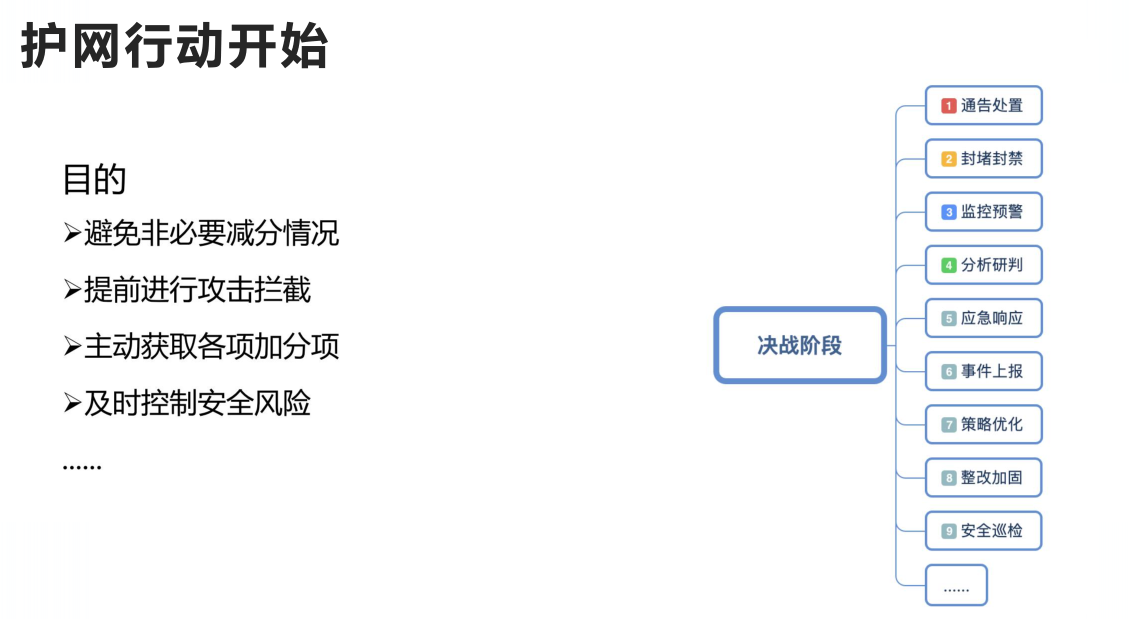 护网行动开始
目的
➢避免非必要减分情况
➢提前进行攻击拦截
➢主动获取各项加分项
➢及时控制安全风险
......
决战阶段
1 通告处置
2 封堵封禁
3 监控预警
4 分析研判
5 应急响应
6 事件上报
7 策略优化
8 整改加固
9 安全巡检
......